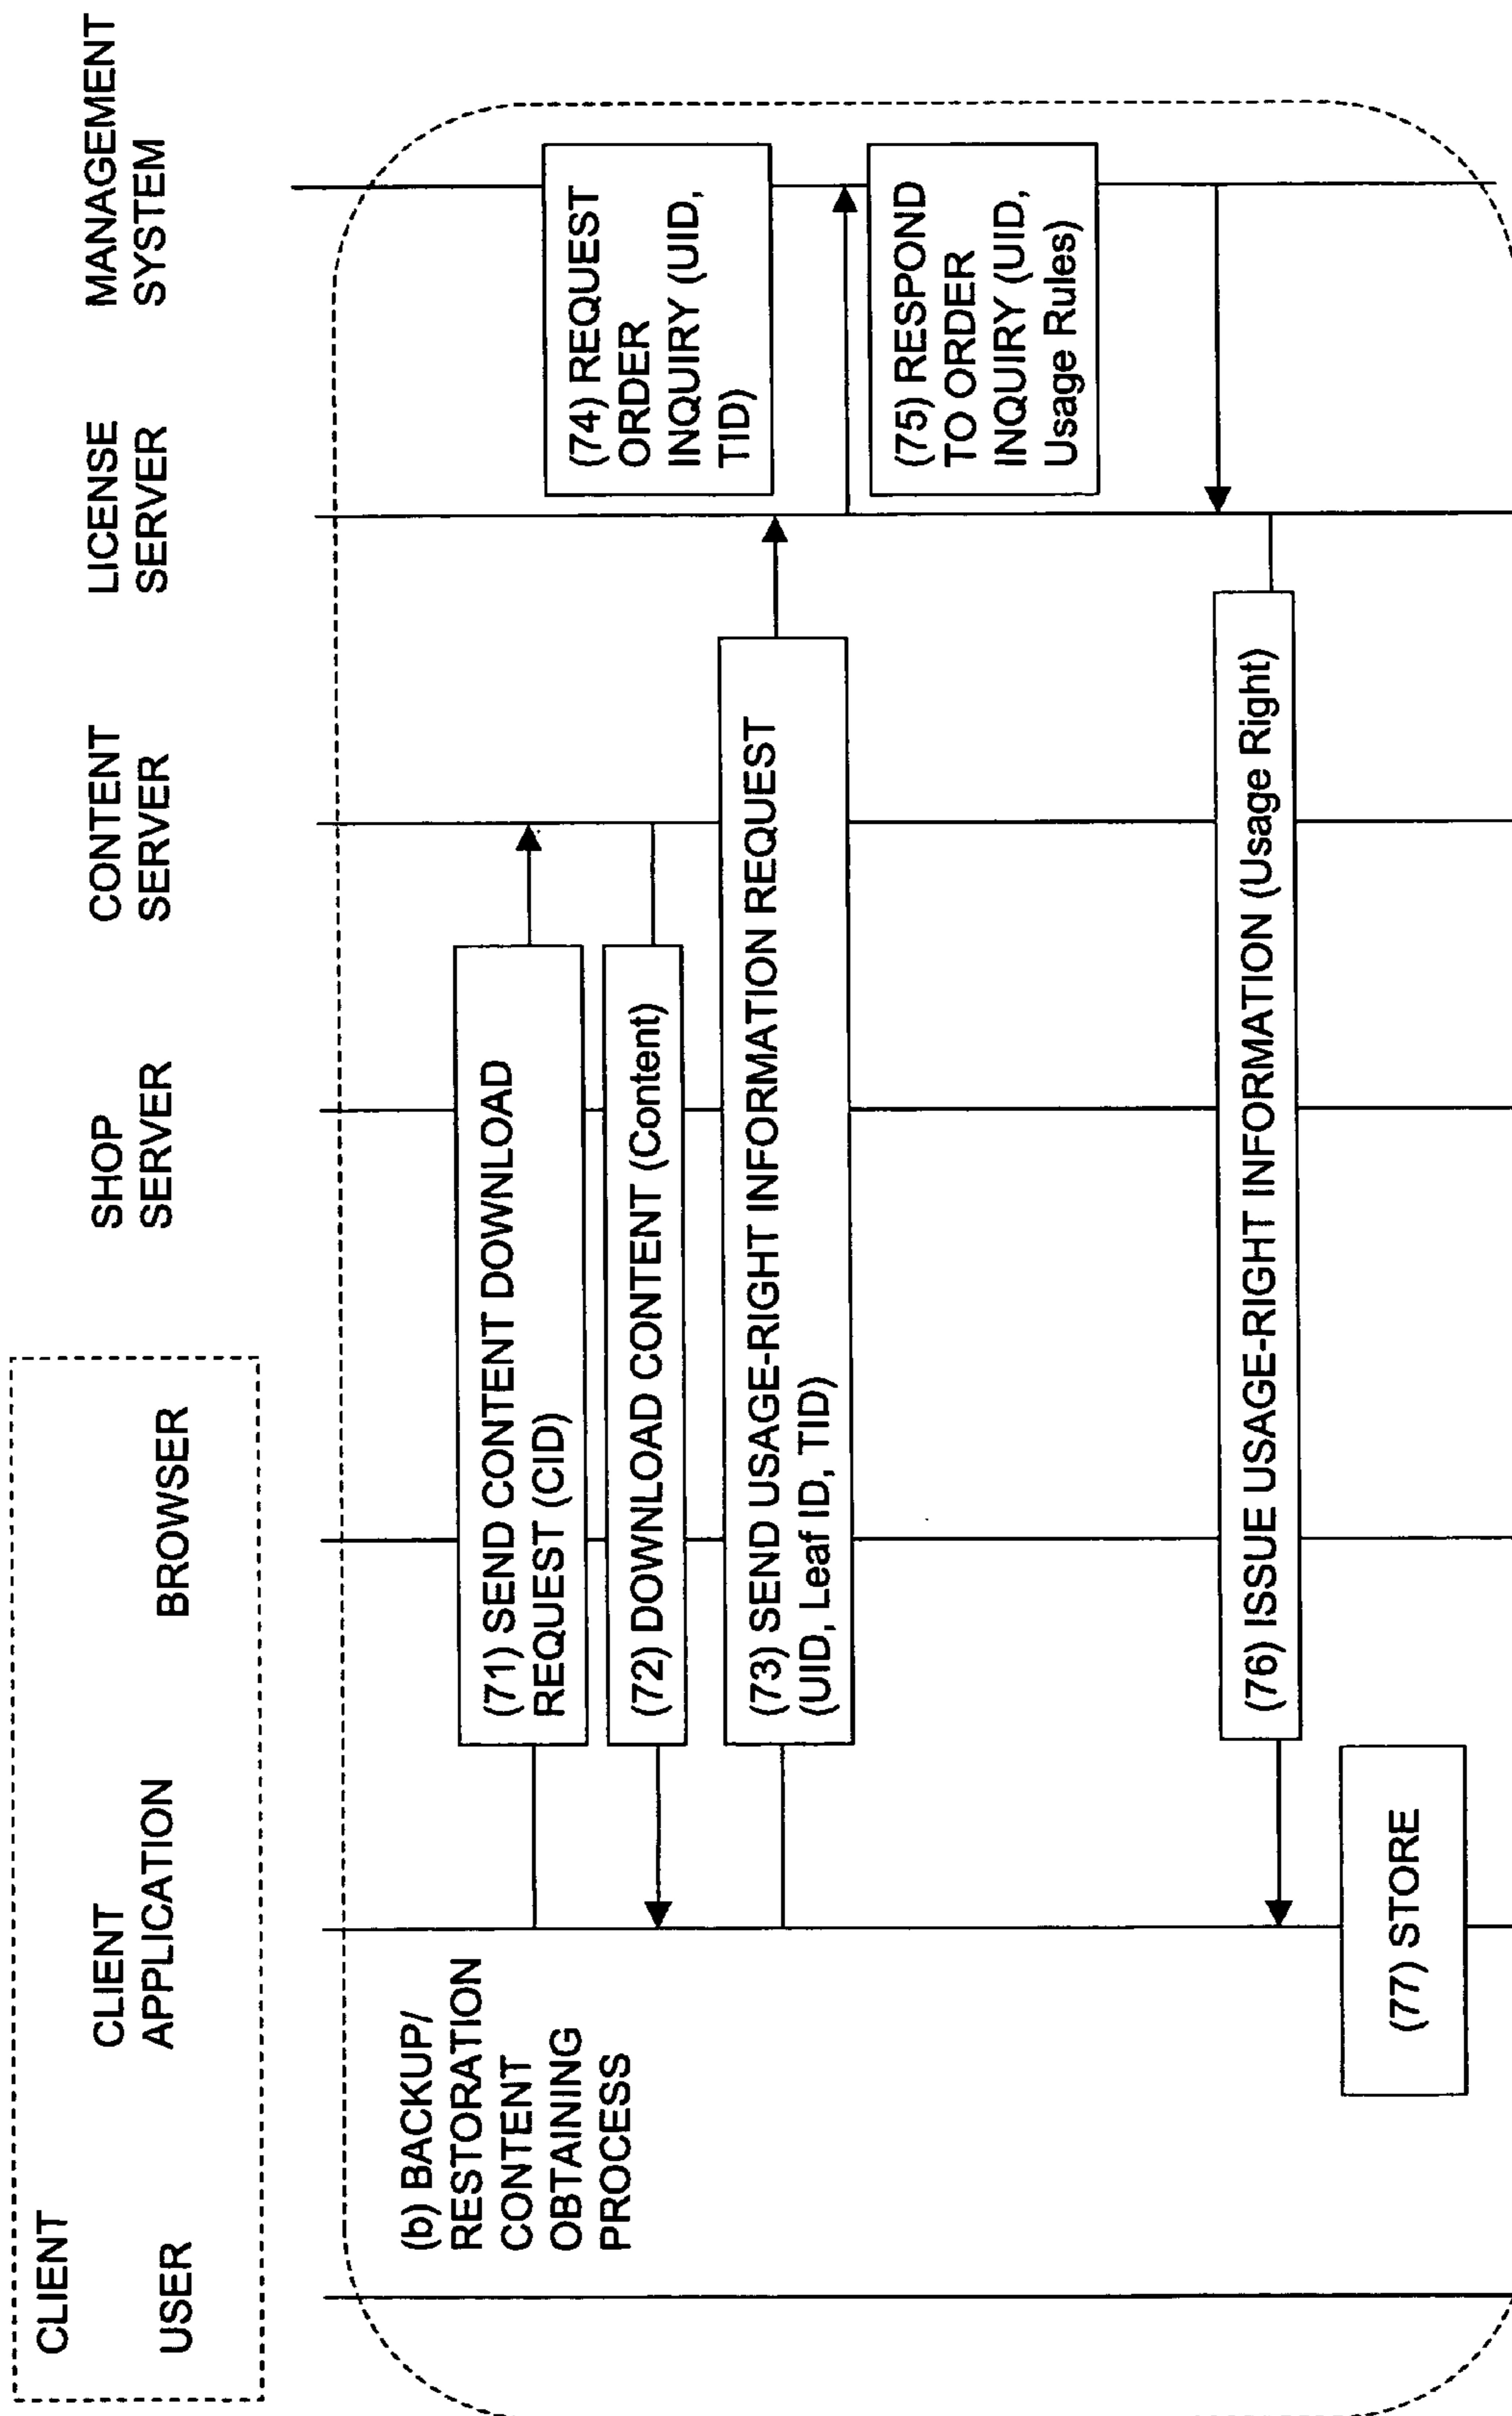 CLIENT
USER
CLIENT
APPLICATION
BROWSER
SHOP
SERVER
CONTENT
SERVER
LICENSE
SERVER
MANAGEMENT
SYSTEM
(b) BACKUP/
RESTORATION
CONTENT
OBTAINING
PROCESS
(71) SEND CONTENT DOWNLOAD
REQUEST (CID)
(72) DOWNLOAD CONTENT (Content)
(73) SEND USAGE-RIGHT INFORMATION REQUEST
(UID, Leaf ID, TID)
(74) REQUEST
ORDER
INQUIRY (UID,
TID)
(75) RESPOND
TO ORDER
INQUIRY (UID,
Usage Rules)
(76) ISSUE USAGE-RIGHT INFORMATION (Usage Right)
(77) STORE